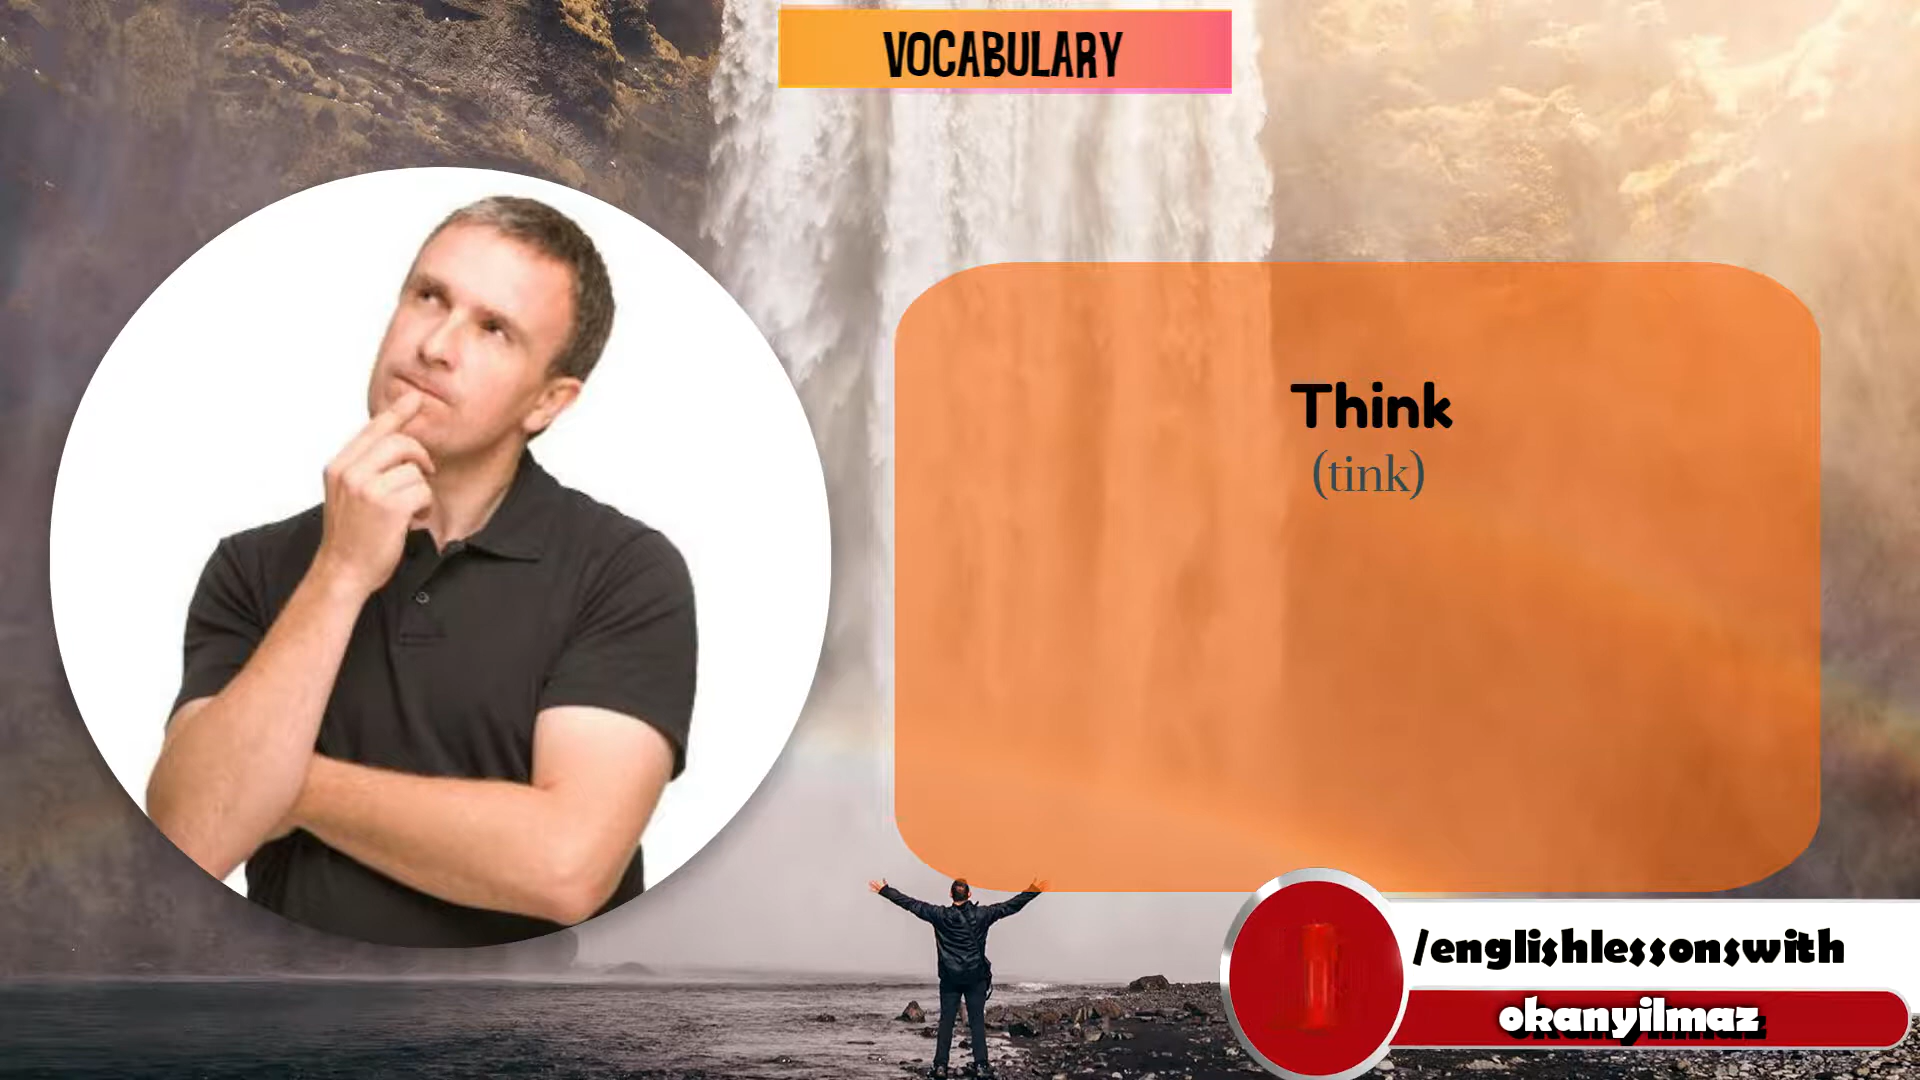 VOCABULARY
Think
(tink)
/englishlessonswith
okanyilmaz